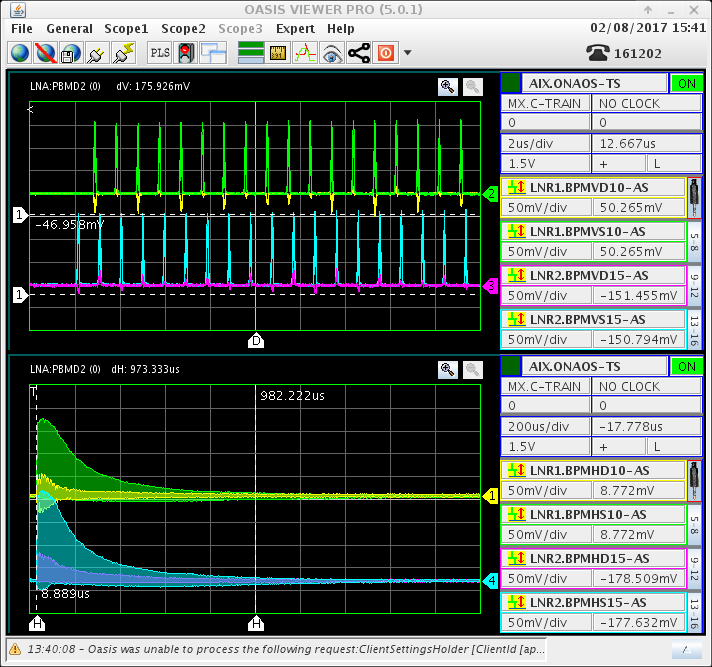 OASIS VIEWER PRO (5.0.1)
File General Scope1 Scope2 Scope3 Expert Help
02/08/2017 15:41
PLS
161202
LNA:PBMD2 (0) dV: 175.926mV
1
-46.958mV
1
2
3
D
AIX.ONAOS-TS ON
MX.C-TRAIN NO CLOCK
0 0
2us/div 12.667us
1.5V + L
LNR1.BPMVD10-AS
50mV/div 50.265mV
LNR1.BPMVS10-AS
50mV/div 50.265mV
5-8
LNR2.BPMVD15-AS
50mV/div -151.455mV
9-12
LNR2.BPMVS15-AS
50mV/div -150.794mV
13-16
LNA:PBMD2 (0) dH: 973.333us
T
982.222us
1
4
8.889us
H H
AIX.ONAOS-TS ON
MX.C-TRAIN NO CLOCK
0 0
200us/div -17.778us
1.5V + L
LNR1.BPMHD10-AS
50mV/div 8.772mV
LNR1.BPMHS10-AS
50mV/div 8.772mV
5-8
LNR2.BPMHD15-AS
50mV/div -178.509mV
9-12
LNR2.BPMHS15-AS
50mV/div -177.632mV
13-16
13:40:08 - Oasis was unable to process the following request:ClientSettingsHolder [ClientId [ap...